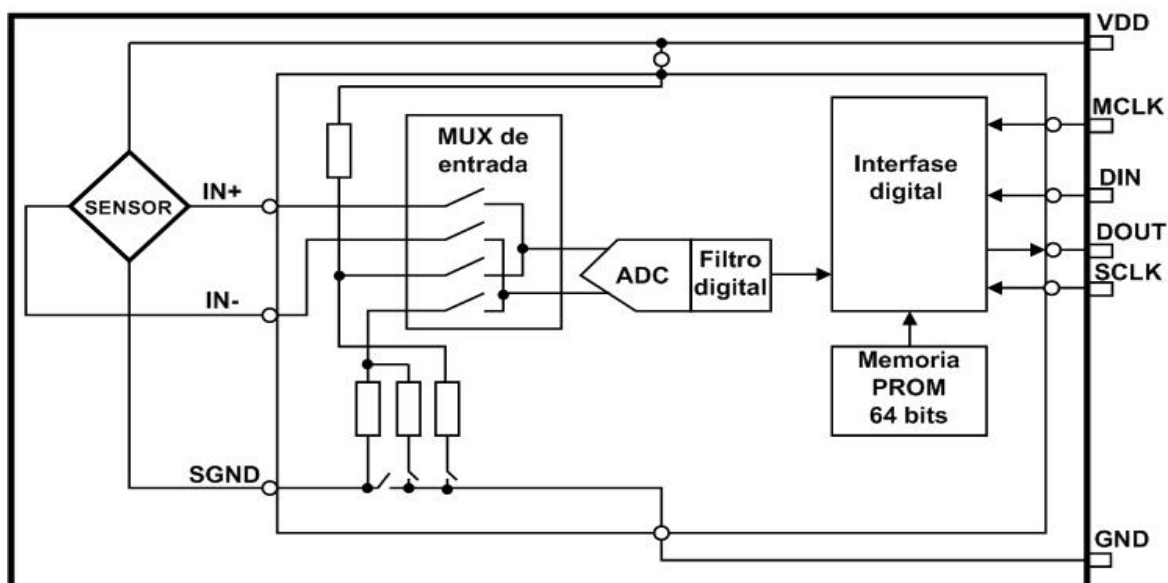 VDD
MCLK
MUX de
entrada
Interfase
digital
DIN
IN+
SENSOR
DOUT
ADC
Filtro
digital
SCLK
IN-
Memoria
PROM
64 bits
SGND
GND